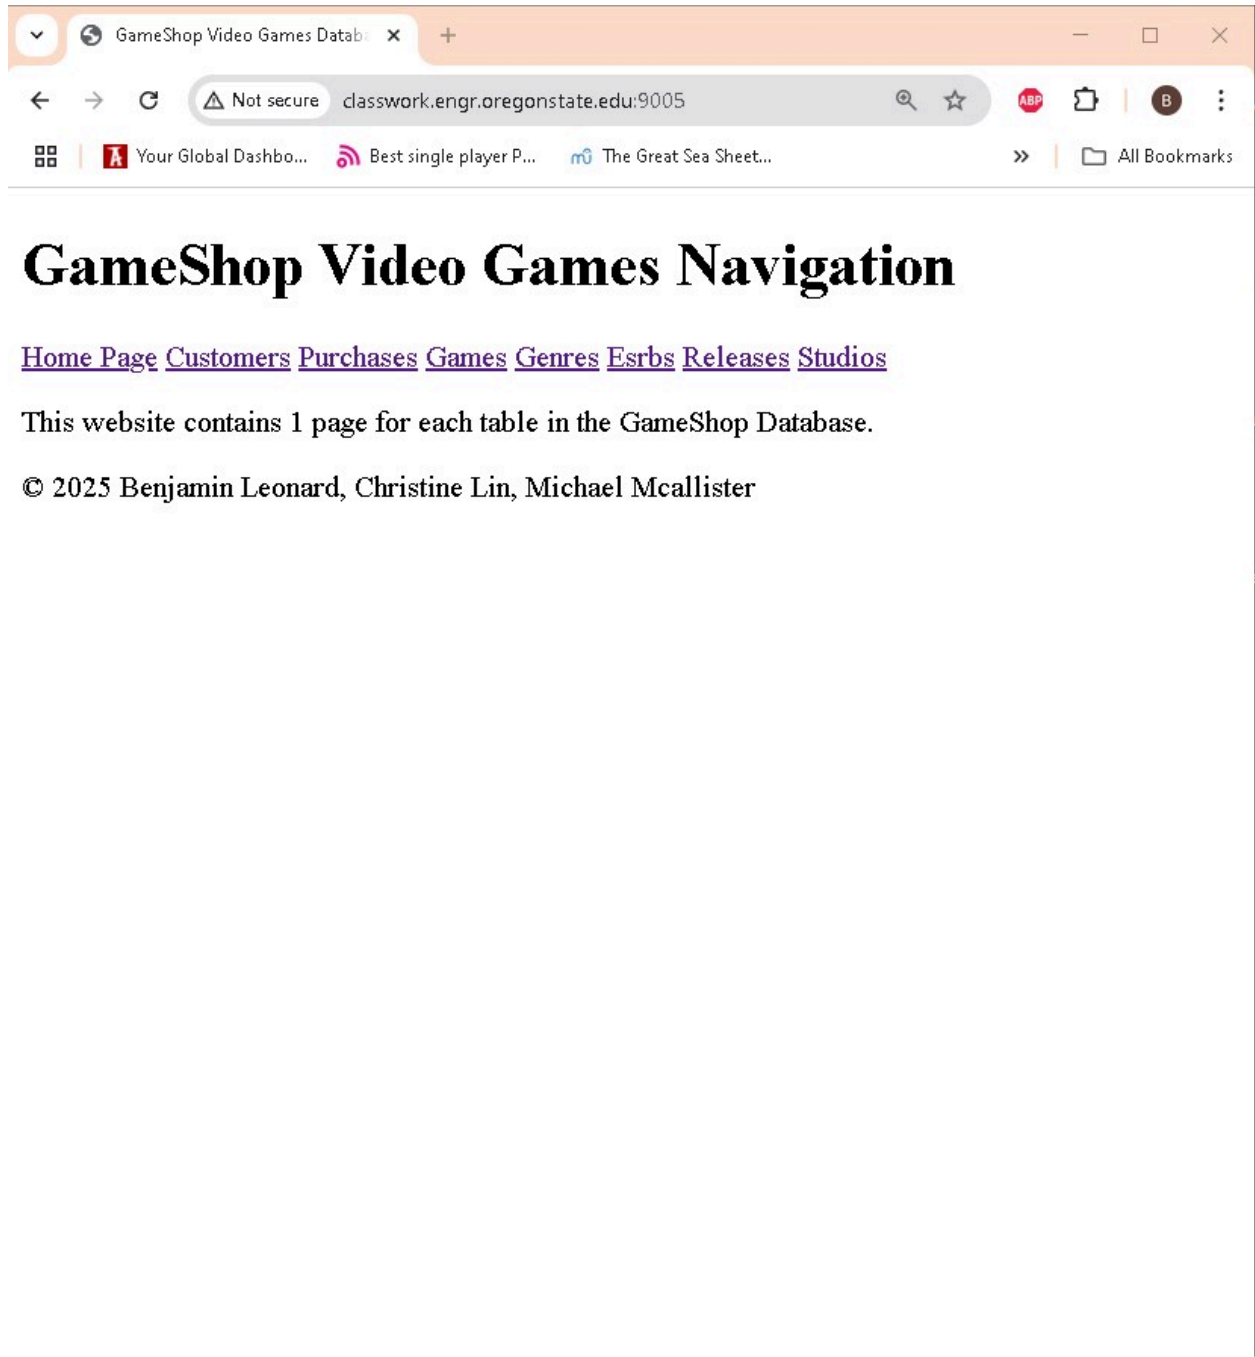 GameShop Video Games Datab
Not secure classwork.engr.oregonstate.edu:9005 ABP B
Your Global Dashbo... Best single player P... The Great Sea Sheet... All Bookmarks
GameShop Video Games Navigation
Home Page Customers Purchases Games Genres Esrbs Releases Studios
This website contains 1 page for each table in the GameShop Database.
© 2025 Benjamin Leonard, Christine Lin, Michael Mcallister